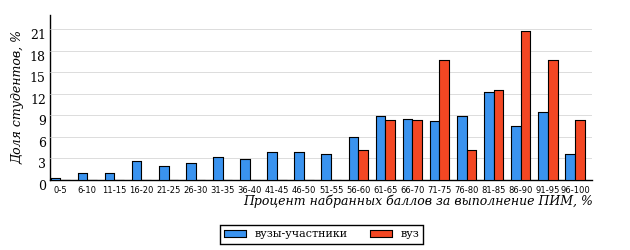 Доля студентов, %
21
18
15
12
9
6
3
0
0-5 6-10 11-15 16-20 21-25 26-30 31-35 36-40 41-45 46-50 51-55 56-60 61-65 66-70 71-75 76-80 81-85 86-90 91-95 96-100
Процент набранных баллов за выполнение ПИМ, %
вузы-участники вуз